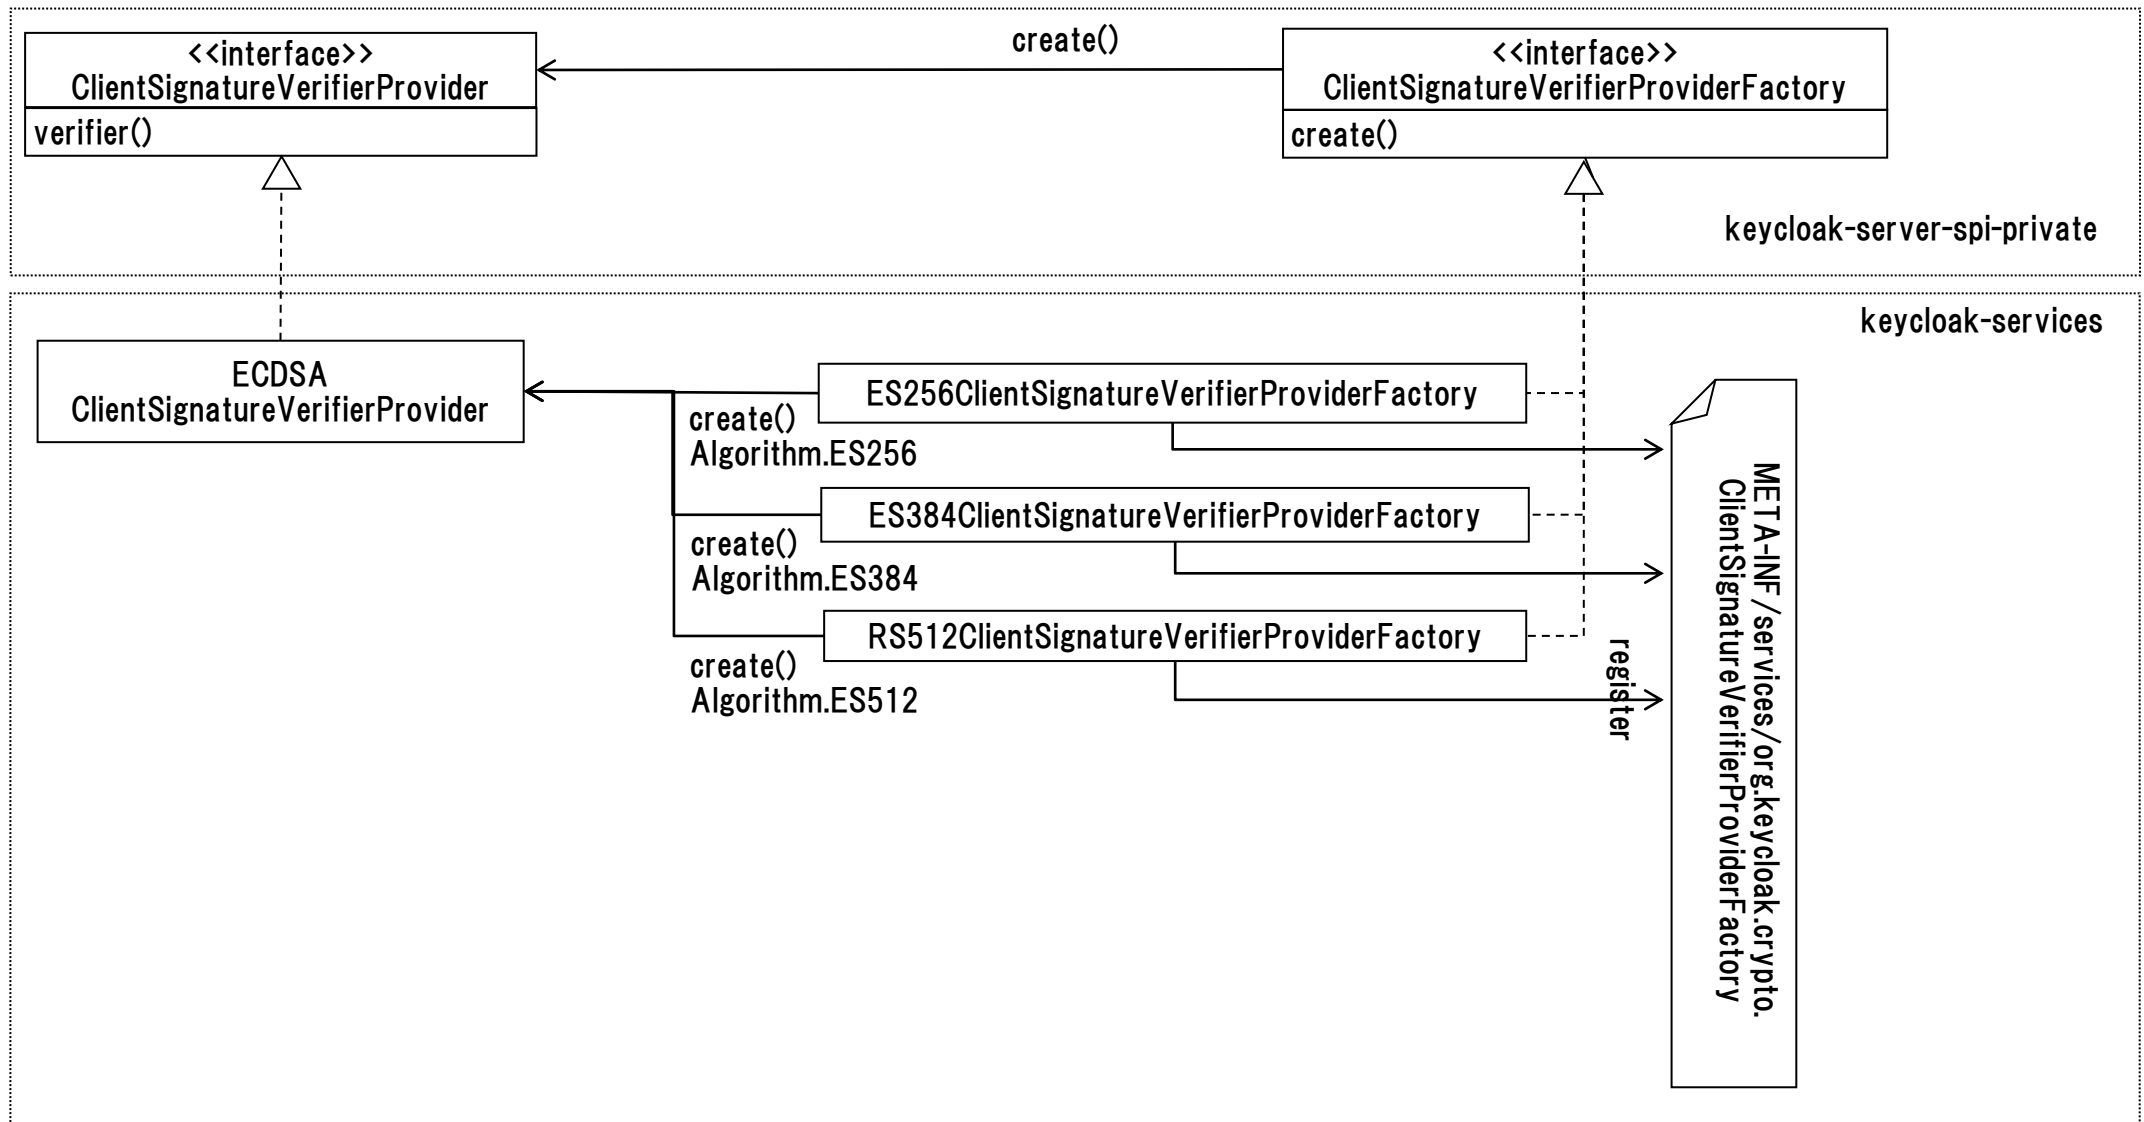 <<interface>>
ClientSignatureVerifierProvider
verifier()
create()
<<interface>>
ClientSignatureVerifierProviderFactory
create()
keycloak-server-spi-private
keycloak-services
ECDSA
ClientSignatureVerifierProvider
ES256ClientSignatureVerifierProviderFactory
create()
Algorithm.ES256
ES384ClientSignatureVerifierProviderFactory
create()
Algorithm.ES384
RS512ClientSignatureVerifierProviderFactory
create()
Algorithm.ES512
register
META-INF/services/org.keycloak.crypto.
ClientSignatureVerifierProviderFactory